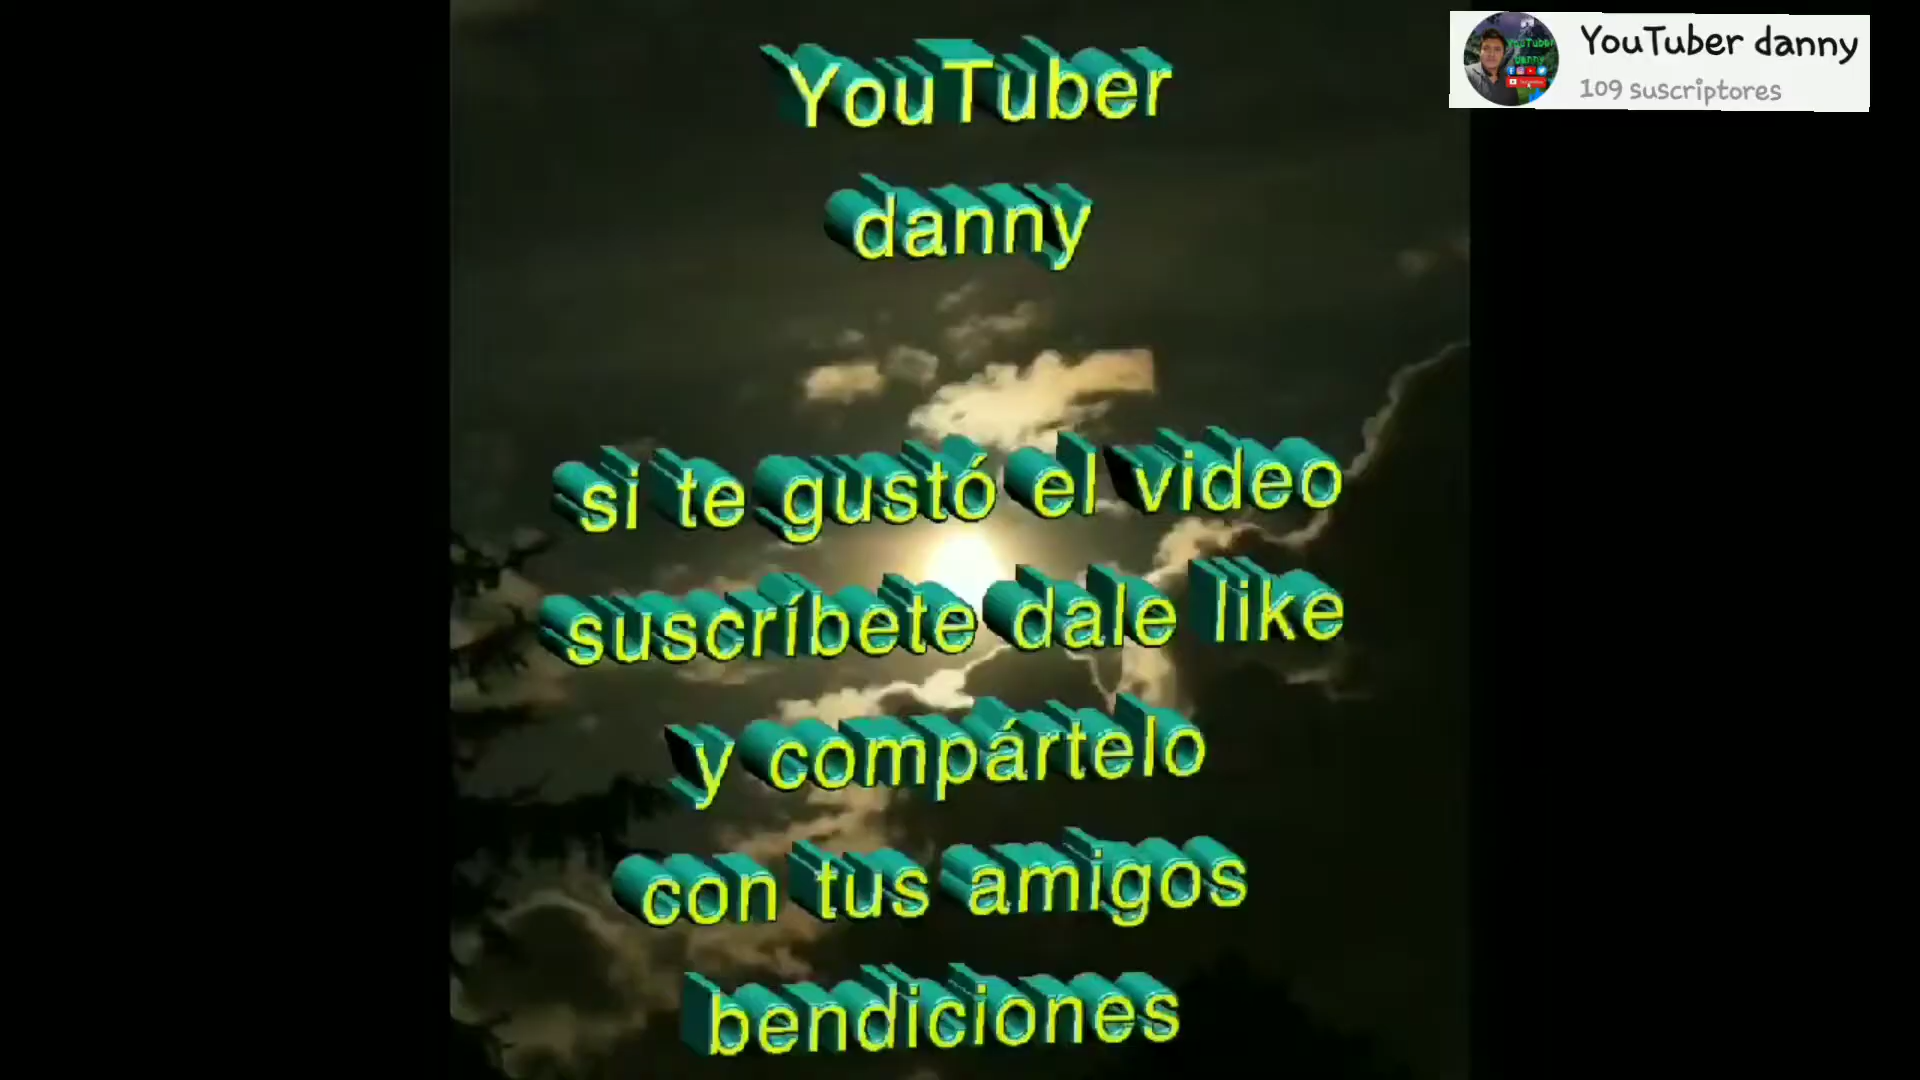 YouTuber
danny
YouTuber danny
109 suscriptores
si te gustó el video
suscríbete dale like
y compártelo
con tus amigos
bendiciones